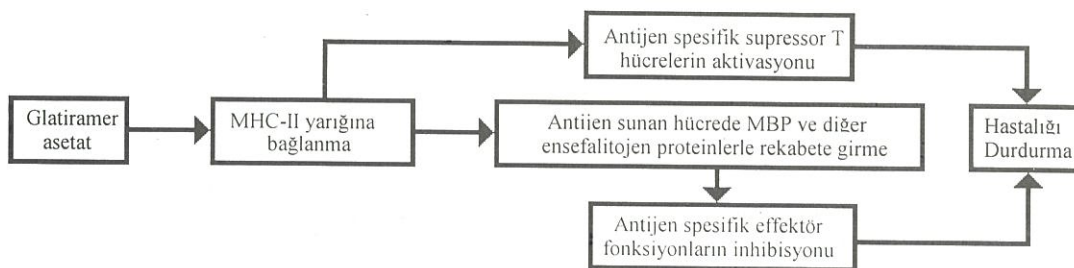 Glatiramer
asetat
MHC-II yarığına
bağlanma
Antijen spesifik supressor T
hücrelerin aktivasyonu
Antijen sunan hücrede MBP ve diğer
ensefalitojen proteinlerle rekabete girme
Antijen spesifik effektör
fonksiyonların inhibisyonu
Hastalığı
Durdurma